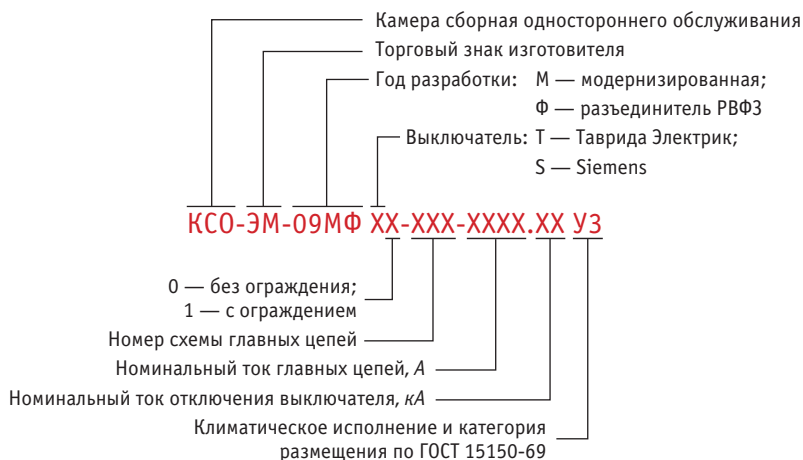 Камера сборная одностороннего обслуживания
Торговый знак изготовителя
Год разработки: М — модернизированная;
Ф — разъединитель РВФЗ
Выключатель: Т — Таврида Электрик;
S — Siemens
КСО-ЭМ-09МФ ХХ-ХХХ-ХХХХ.ХХ У3
0 — без ограждения;
1 — с ограждением
Номер схемы главных цепей
Номинальный ток главных цепей, А
Номинальный ток отключения выключателя, кА
Климатическое исполнение и категория
размещения по ГОСТ 15150-69